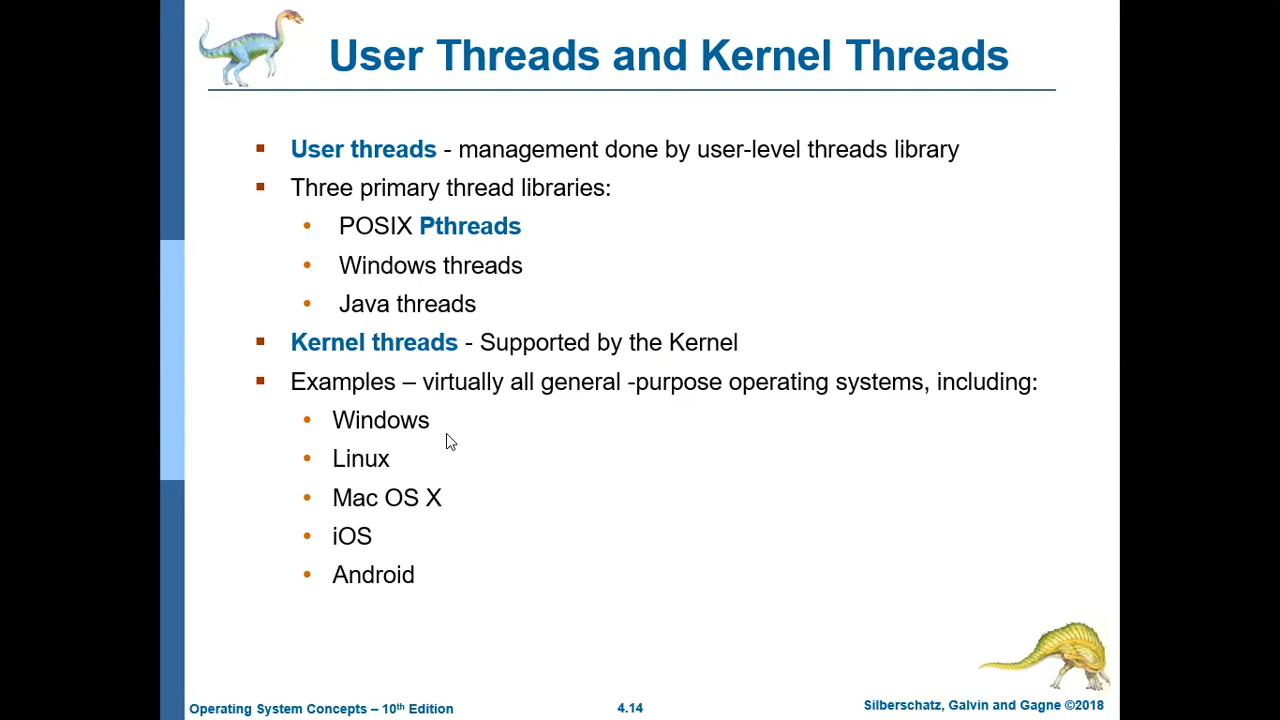 User Threads and Kernel Threads
User threads - management done by user-level threads library
Three primary thread libraries:
POSIX Pthreads
Windows threads
Java threads
Kernel threads - Supported by the Kernel
Examples – virtually all general -purpose operating systems, including:
Windows
Linux
Mac OS X
iOS
Android
Operating System Concepts – 10th Edition
4.14
Silberschatz, Galvin and Gagne ©2018